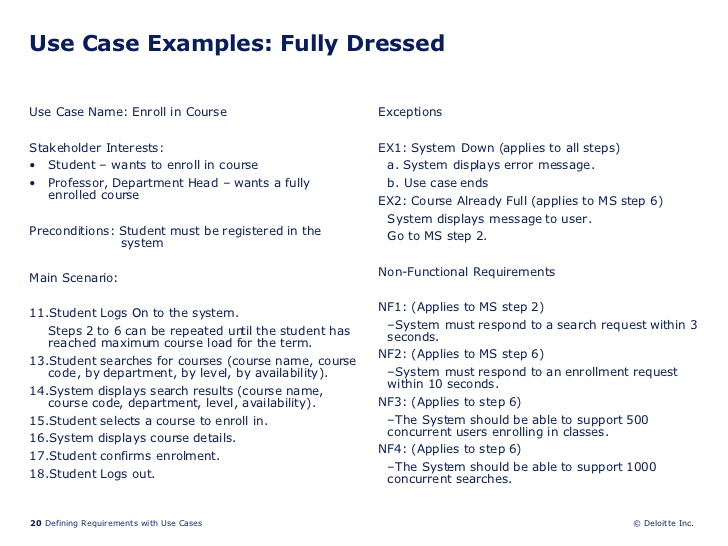 Use Case Examples: Fully Dressed
Use Case Name: Enroll in Course
Stakeholder Interests:
• Student – wants to enroll in course
• Professor, Department Head – wants a fully
enrolled course
Preconditions: Student must be registered in the
system
Main Scenario:
11.Student Logs On to the system.
Steps 2 to 6 can be repeated until the student has
reached maximum course load for the term.
13.Student searches for courses (course name, course
code, by department, by level, by availability).
14.System displays search results (course name,
course code, department, level, availability).
15.Student selects a course to enroll in.
16.System displays course details.
17.Student confirms enrolment.
18.Student Logs out.
Exceptions
EX1: System Down (applies to all steps)
a. System displays error message.
b. Use case ends
EX2: Course Already Full (applies to MS step 6)
System displays message to user.
Go to MS step 2.
Non-Functional Requirements
NF1: (Applies to MS step 2)
–System must respond to a search request within 3
seconds.
NF2: (Applies to MS step 6)
–System must respond to an enrollment request
within 10 seconds.
NF3: (Applies to step 6)
–The System should be able to support 500
concurrent users enrolling in classes.
NF4: (Applies to step 6)
–The System should be able to support 1000
concurrent searches.
20 Defining Requirements with Use Cases
© Deloitte Inc.